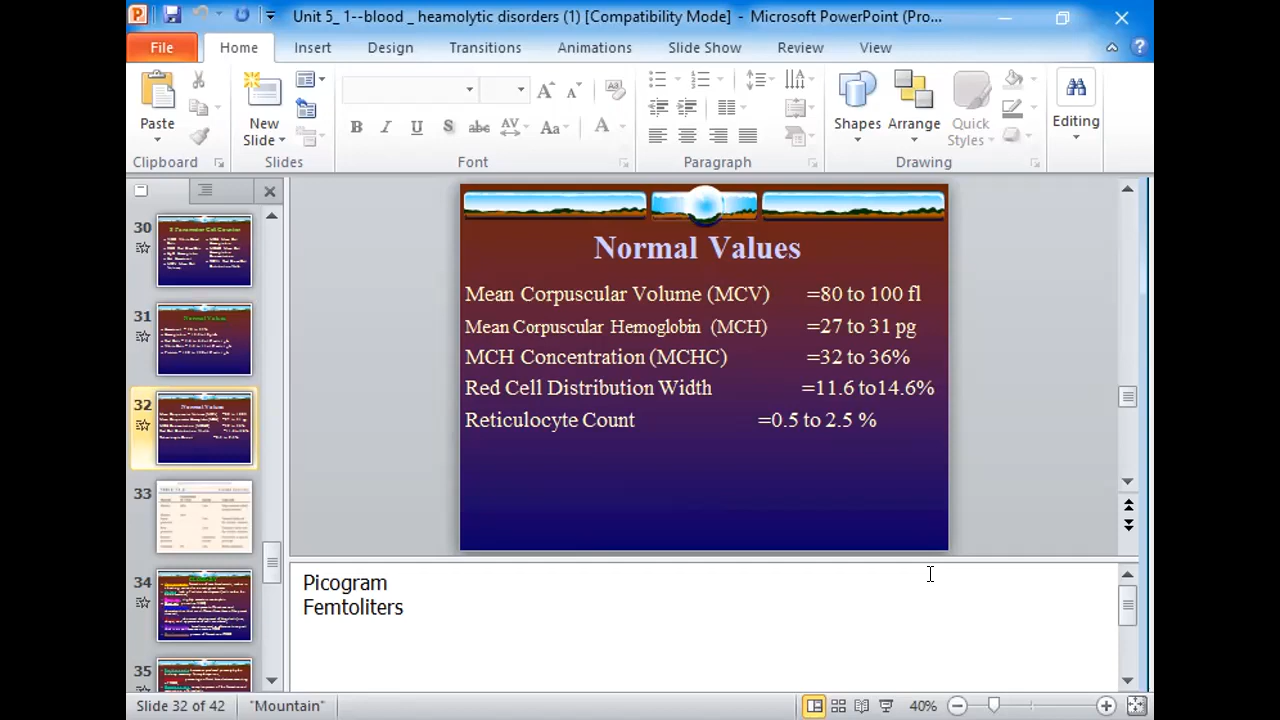 Unit 5_ 1--blood _ heamolytic disorders (1) [Compatibility Mode] - Microsoft PowerPoint (Pro...
File Home Insert Design Transitions Animations Slide Show Review View
Paste
New Slide
Shapes
Arrange
Quick Styles
Editing
Clipboard Slides Font Paragraph Drawing
30
31
32
33
34
35
Normal Values
Mean Corpuscular Volume (MCV) =80 to 100 fl
Mean Corpuscular Hemoglobin (MCH) =27 to 31 pg
MCH Concentration (MCHC) =32 to 36%
Red Cell Distribution Width =11.6 to14.6%
Reticulocyte Count =0.5 to 2.5 %
Picogram
Femtoliters
Slide 32 of 42 "Mountain" 40%